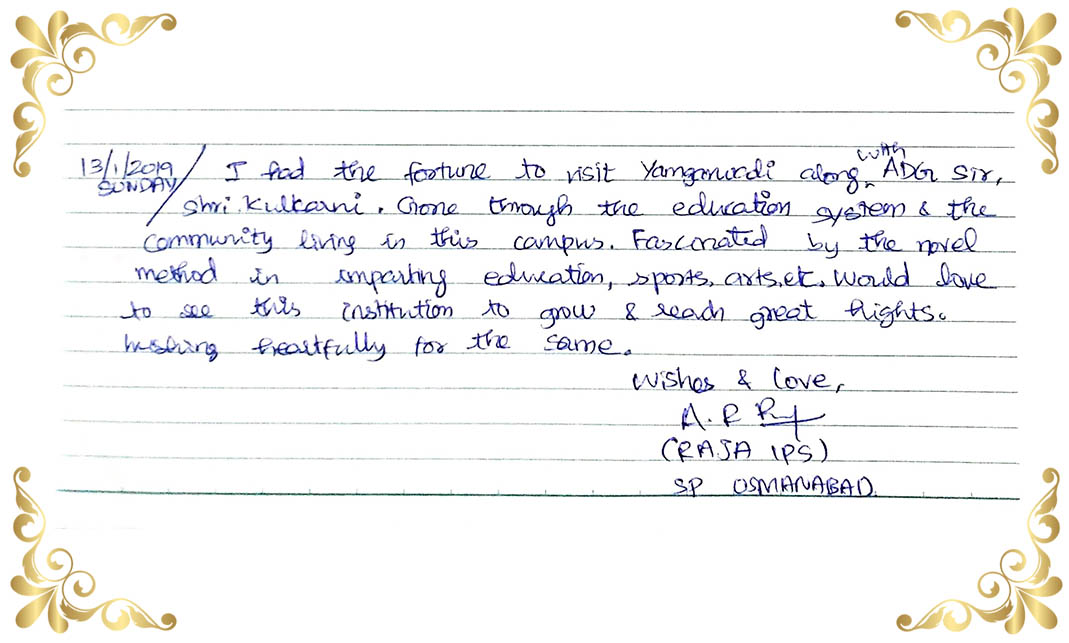 13/1/2019 SUNDAY / I had the fortune to visit Yamgarwadi along with ADG Sir,
Shri. Kulkarni. Gone through the education system & the
community living in this campus. Fascinated by the novel
method in imparting education, sports, arts, etc. Would love
to see this institution to grow & reach great hights.
Wishing heartfully for the same.
Wishes & love,
A. R
(RAJA IPS)
SP OSMANABAD.